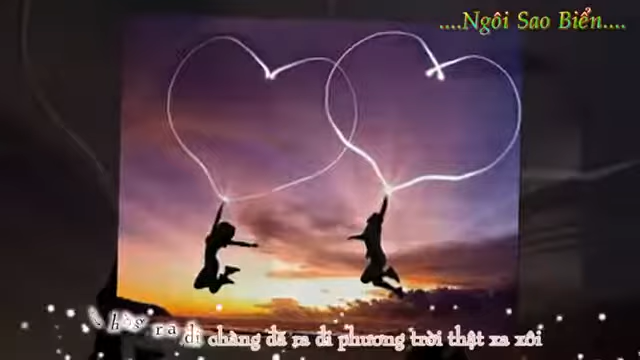 ....Ngôi Sao Biển....
ra đi chàng đã ra đi phương trời thật xa xôi